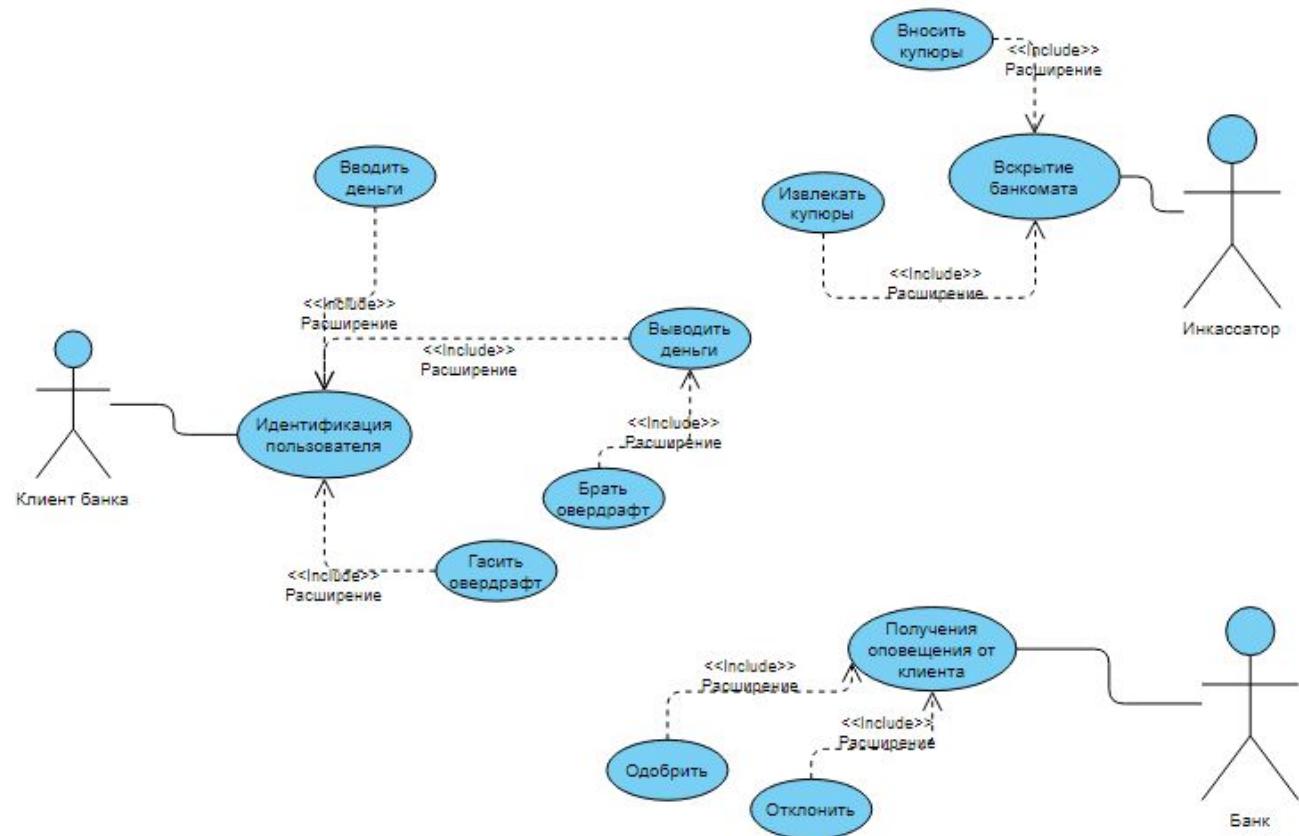 Вносить
купюры
<<Include>>
Расширение
Вскрытие
банкомата
Извлекать
купюры
<<Include>>
Расширение
Инкассатор
Вводить
деньги
<<Include>>
Расширение
Выводить
деньги
<<Include>>
Расширение
Идентификация
пользователя
Клиент банка
<<Include>>
Расширение
Брать
овердрафт
Гасить
овердрафт
<<Include>>
Расширение
Получения
оповещения от
клиента
<<Include>>
Расширение
<<Include>>
Расширение
Одобрить
Отклонить
Банк